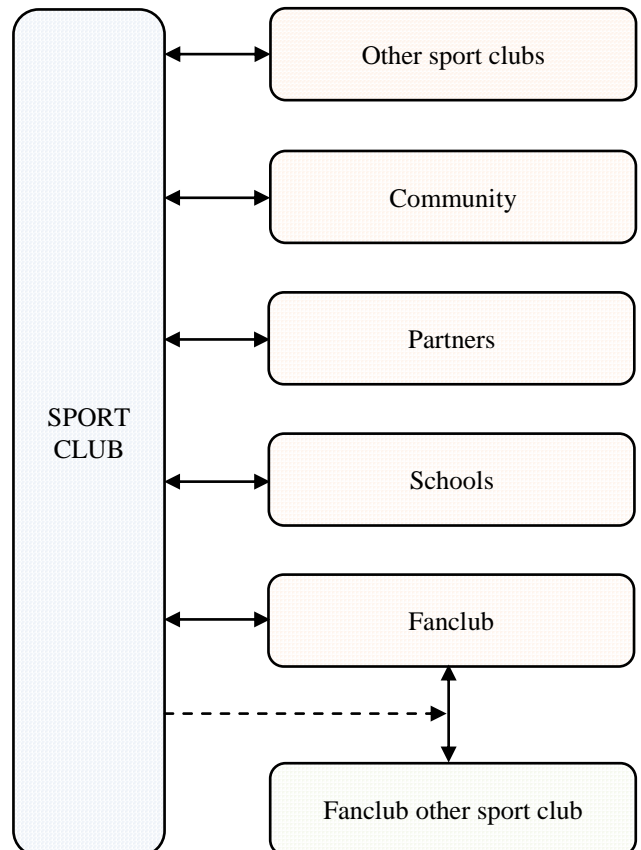 Other sport clubs
Community
Partners
SPORT
CLUB
Schools
Fanclub
Fanclub other sport club